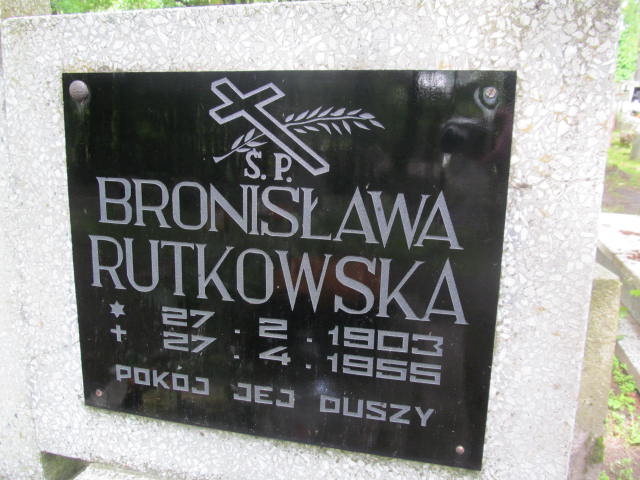 Ś. P.
BRONISŁAWA
RUTKOWSKA
* 27. 2. 1903
✝ 27. 4. 1955
POKÓJ JEJ DUSZY